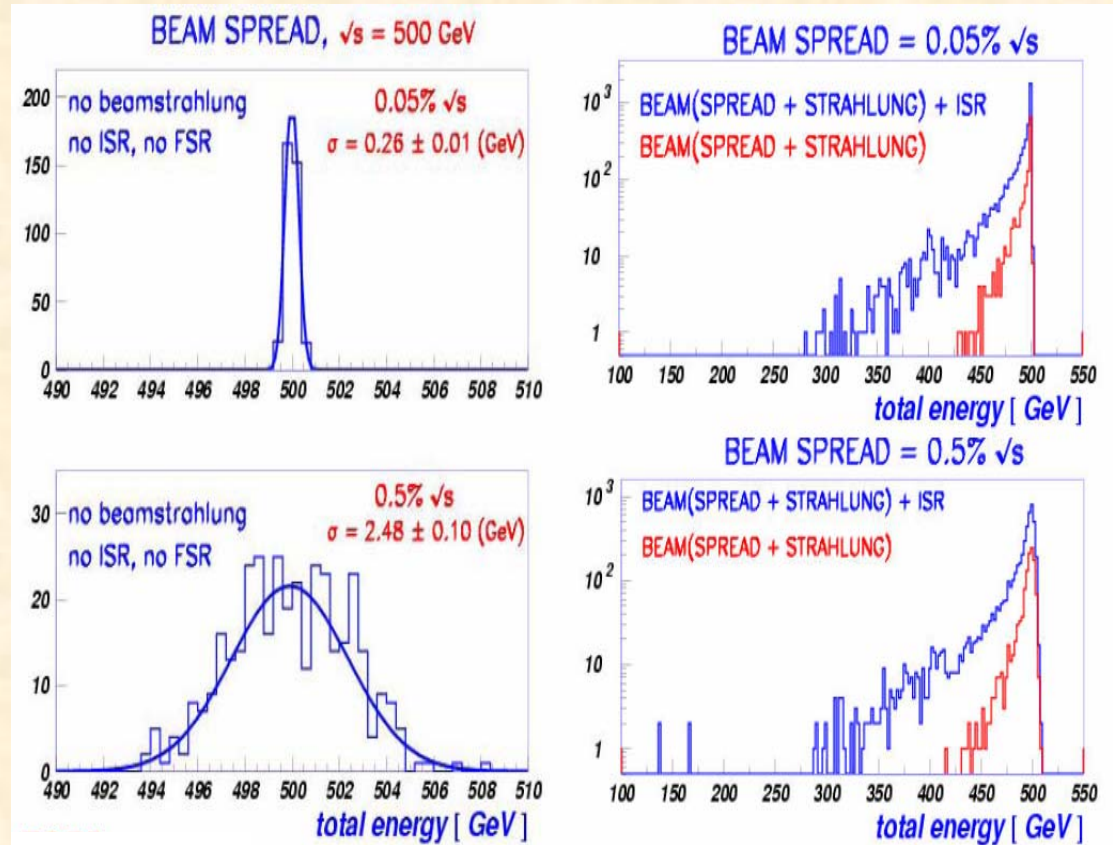 BEAM SPREAD, √s = 500 GeV
no beamstrahlung
no ISR, no FSR
0.05% √s
σ = 0.26 ± 0.01 (GeV)
200
150
100
50
0
490 492 494 496 498 500 502 504 506 508 510
BEAM SPREAD = 0.05% √s
BEAM(SPREAD + STRAHLUNG) + ISR
BEAM(SPREAD + STRAHLUNG)
10³
10²
10
1
100 150 200 250 300 350 400 450 500 550
total energy [ GeV ]
no beamstrahlung
no ISR, no FSR
0.5% √s
σ = 2.48 ± 0.10 (GeV)
30
20
10
0
490 492 494 496 498 500 502 504 506 508 510
total energy [ GeV ]
BEAM SPREAD = 0.5% √s
BEAM(SPREAD + STRAHLUNG) + ISR
BEAM(SPREAD + STRAHLUNG)
10³
10²
10
1
100 150 200 250 300 350 400 450 500 550
total energy [ GeV ]